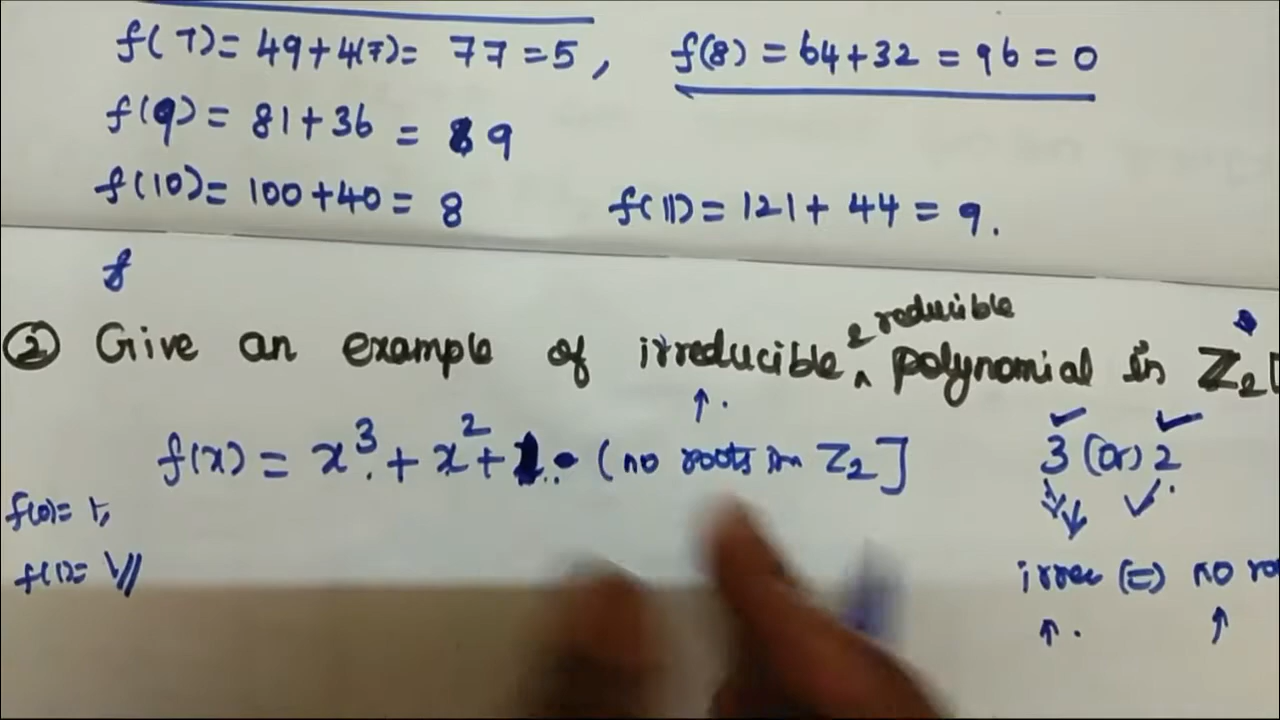 f(7) = 49 + 4(7) = 77 = 5, f(8) = 64 + 32 = 96 = 0
f(9) = 81 + 36 = 9
f(10) = 100 + 40 = 8 f(11) = 121 + 44 = 9.
f
② Give an example of irreducible & reducible polynomial in Z₂[
f(x) = x³ + x² + 1. (no roots in Z₂] 3 (or) 2
f(0) = 1,
f(1) = 1// irrec (=) no ro